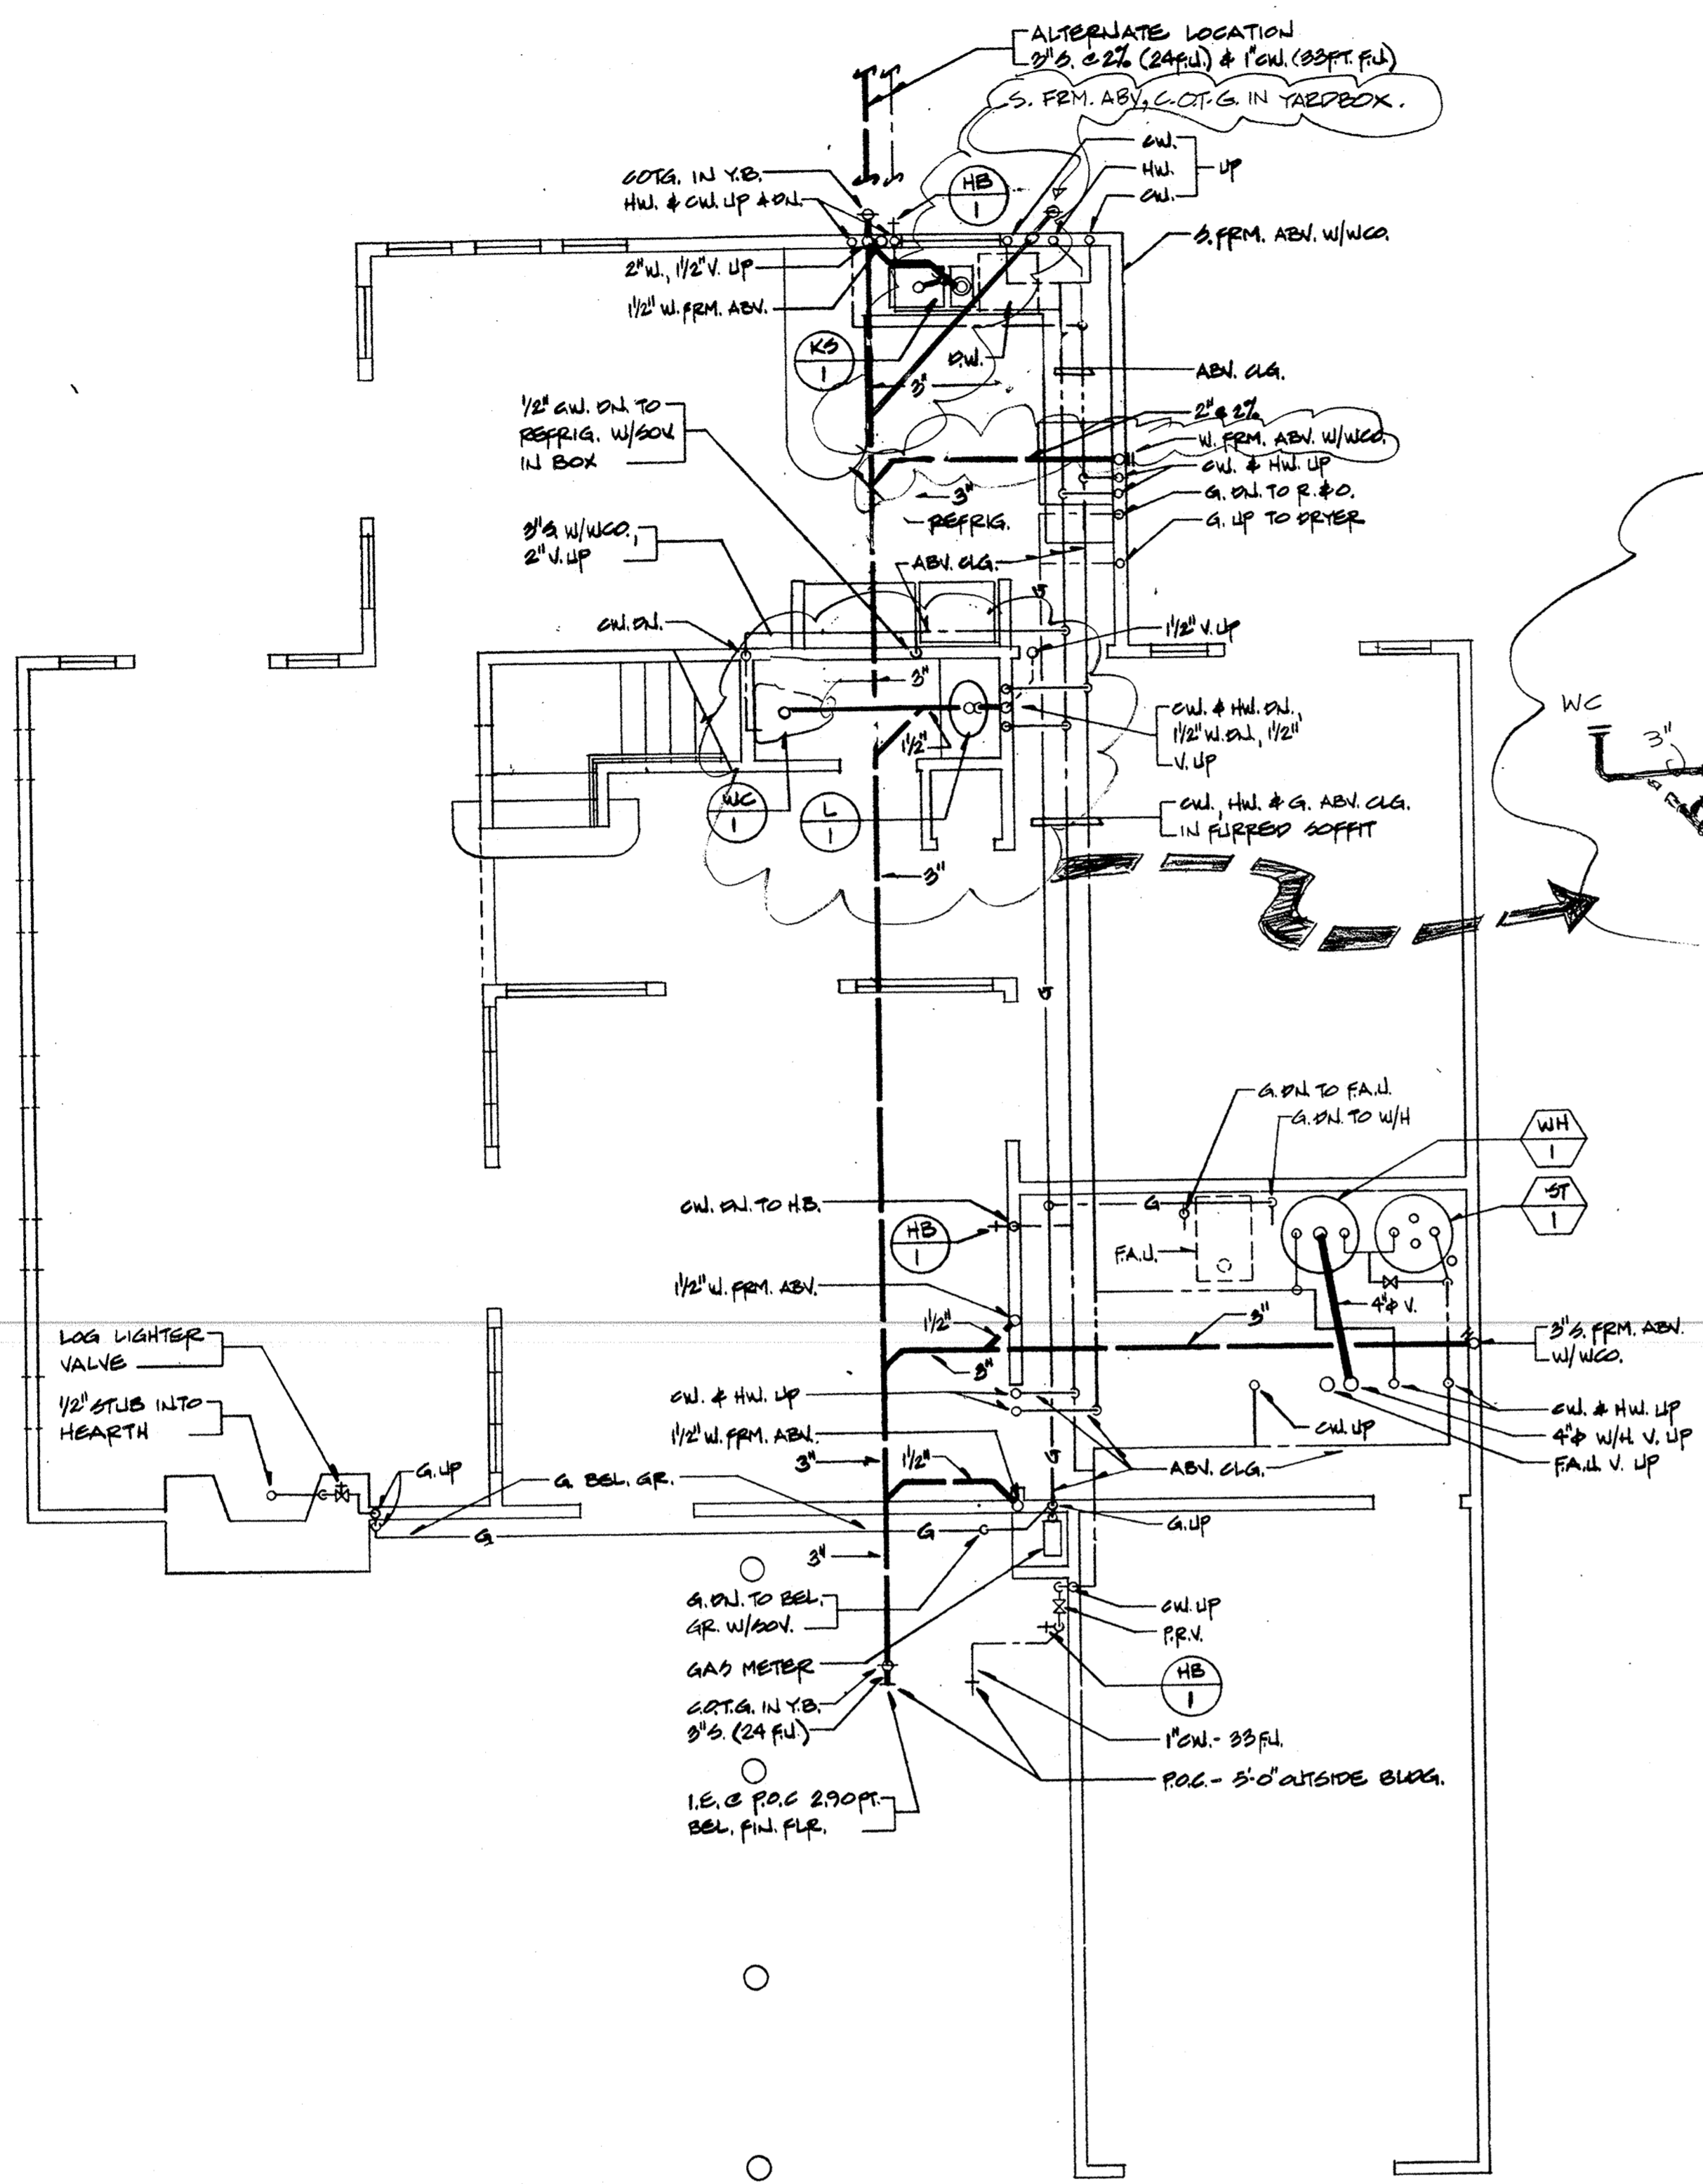 ALTERNATE LOCATION
3"S. @ 2% (24 F.U.) & 1"CW. (33 FT. F.U.)
S. FRM. ABV, C.O.T.G. IN YARDBOX.
CW.
HW.
UP
CW.
COTG. IN Y.B.
HW. & CW. UP & DN.
HB
1
S. FRM. ABV. W/WCO.
2"W., 1 1/2" V. UP
1 1/2" W. FRM. ABV.
KS
1
D.W.
3"
ABV. CLG.
1/2" CW. DN. TO
REFRIG. W/SOV
IN BOX
2" @ 2%
W. FRM. ABV. W/WCO.
CW. & HW. UP
G. DN. TO R. & O.
G. UP TO DRYER
3"
REFRIG.
3"S. W/WCO.,
2" V. UP
ABV. CLG.
G
CW. DN.
1 1/2" V. UP
3"
WC
3"
1 1/2"
CW. & HW. DN.,
1 1/2" W. DN., 1 1/2"
V. UP
WC
1
L
1
CW., HW. & G. ABV. CLG.
IN FURRED SOFFIT
3"
G
G. DN. TO F.A.U.
G. DN. TO W/H
WH
1
ST
1
CW. DN. TO H.B.
G
HB
1
F.A.U.
1 1/2" W. FRM. ABV.
4"φ V.
1 1/2"
3"
3"S. FRM. ABV.
W/WCO.
LOG LIGHTER
VALVE
3"
1/2" STUB INTO
HEARTH
CW. & HW. UP
CW. UP
CW. & HW. UP
4"φ W/H. V. UP
F.A.U. V. UP
1 1/2" W. FRM. ABV.
3"
1 1/2"
G
ABV. CLG.
G. UP
G. BEL. GR.
G
G
G. UP
3"
G. DN. TO BEL.
GR. W/SOV.
CW. UP
P.R.V.
GAS METER
HB
1
C.O.T.G. IN Y.B.
3"S. (24 F.U.)
1"CW. - 33 F.U.
P.O.C. - 5'-0" OUTSIDE BLDG.
I.E. @ P.O.C 2.90 FT.
BEL. FIN. FLR.